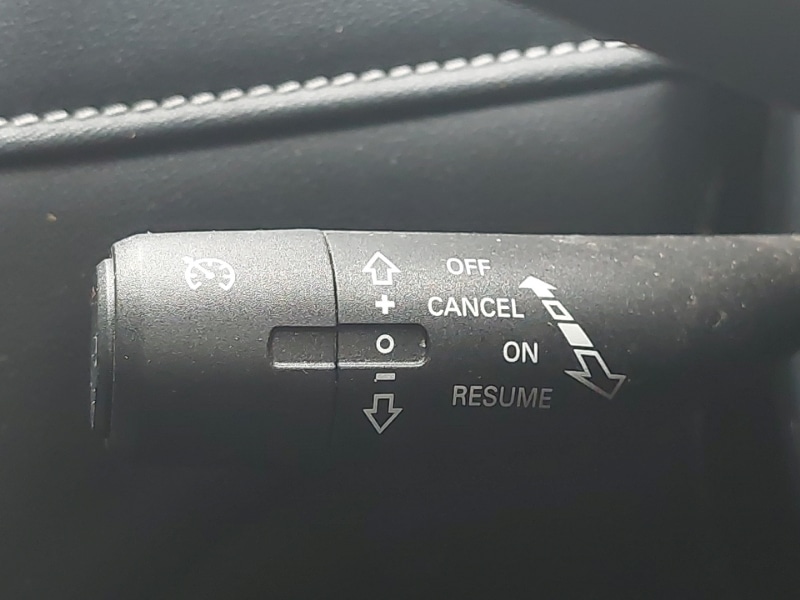 OFF
+ CANCEL
O ON
- RESUME